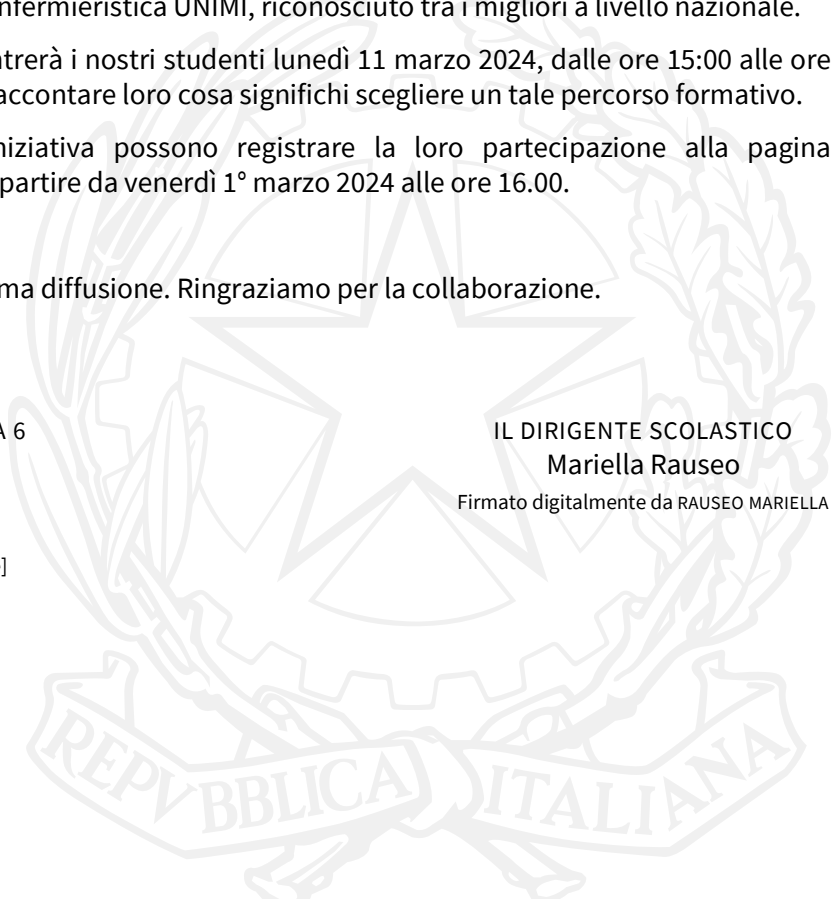 nfermieristica UNIMI, riconosciuto tra i migliori a livello nazionale.
trerà i nostri studenti lunedì 11 marzo 2024, dalle ore 15:00 alle ore
accontare loro cosa significhi scegliere un tale percorso formativo.
niziativa possono registrare la loro partecipazione alla pagina
partire da venerdì 1° marzo 2024 alle ore 16.00.
ma diffusione. Ringraziamo per la collaborazione.
A 6
IL DIRIGENTE SCOLASTICO
Mariella Rauseo
Firmato digitalmente da RAUSEO MARIELLA
]
REPVBBLICA ITALIANA